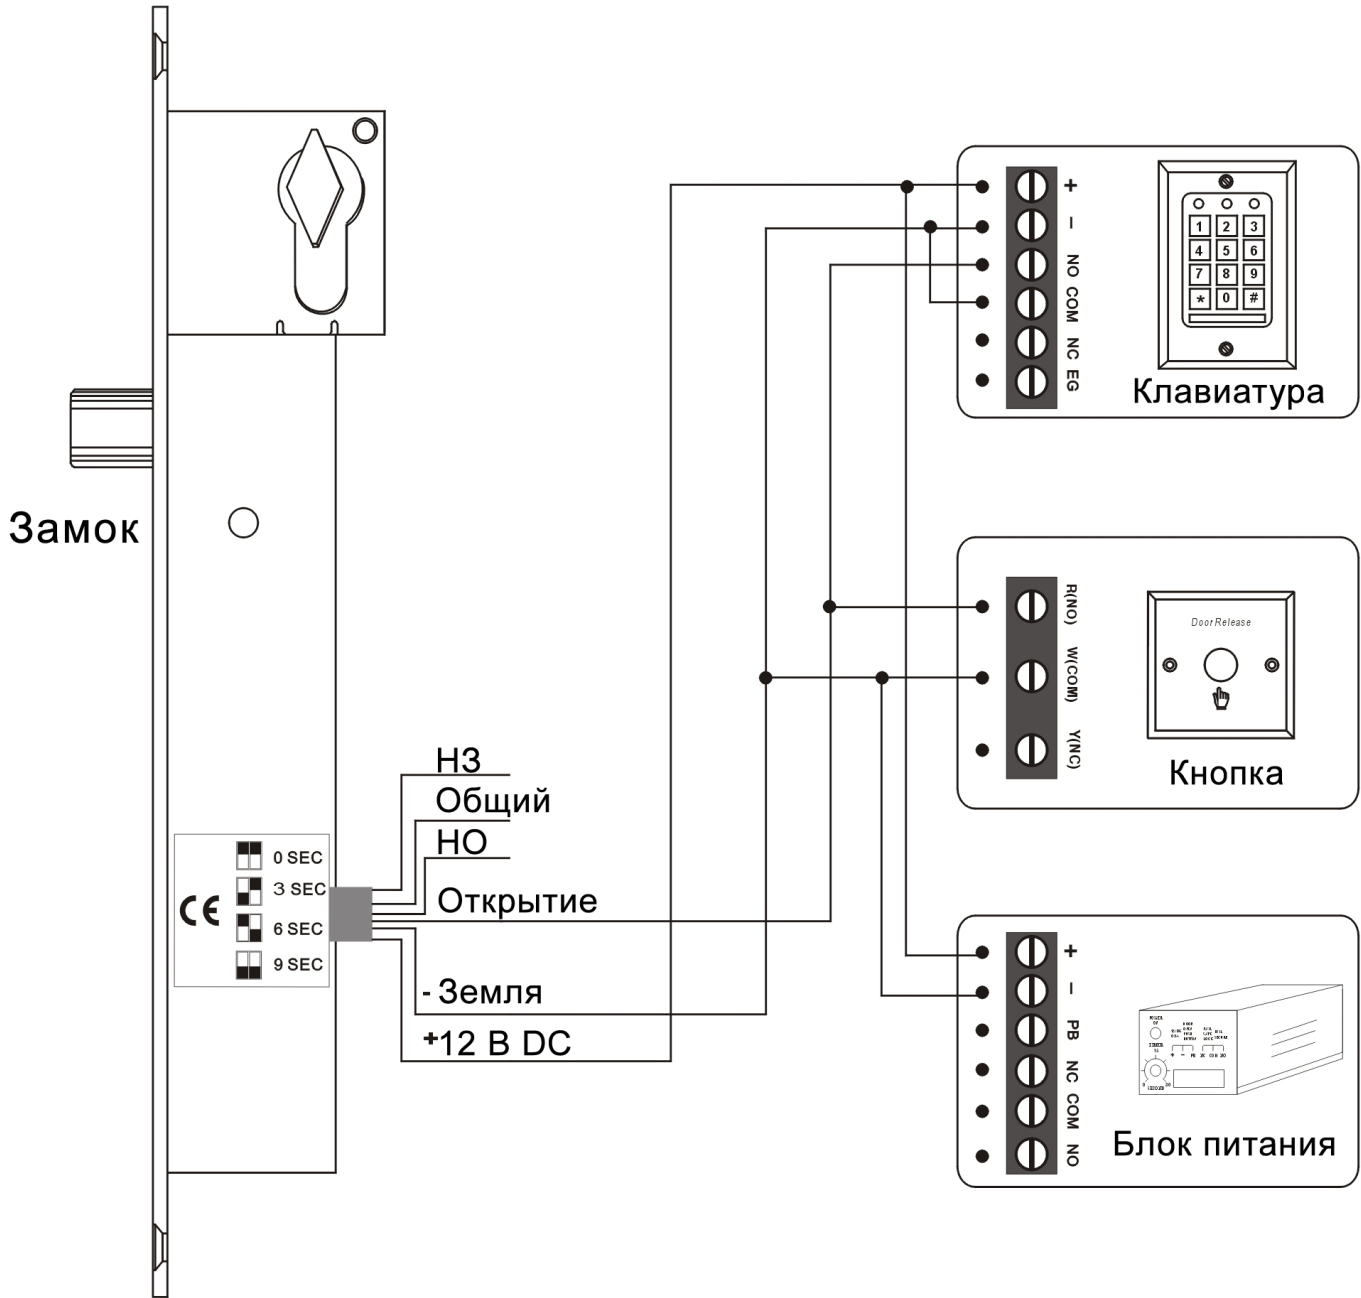 +
−
NO
COM
NC
EG
1 2 3
4 5 6
7 8 9
* 0 #
Клавиатура
Замок
R(NO)
W(COM)
Y(NC)
Door Release
Кнопка
НЗ
Общий
НО
Открытие
- Земля
+12 В DC
CE
0 SEC
3 SEC
6 SEC
9 SEC
+
−
PB
NC
COM
NO
Блок питания